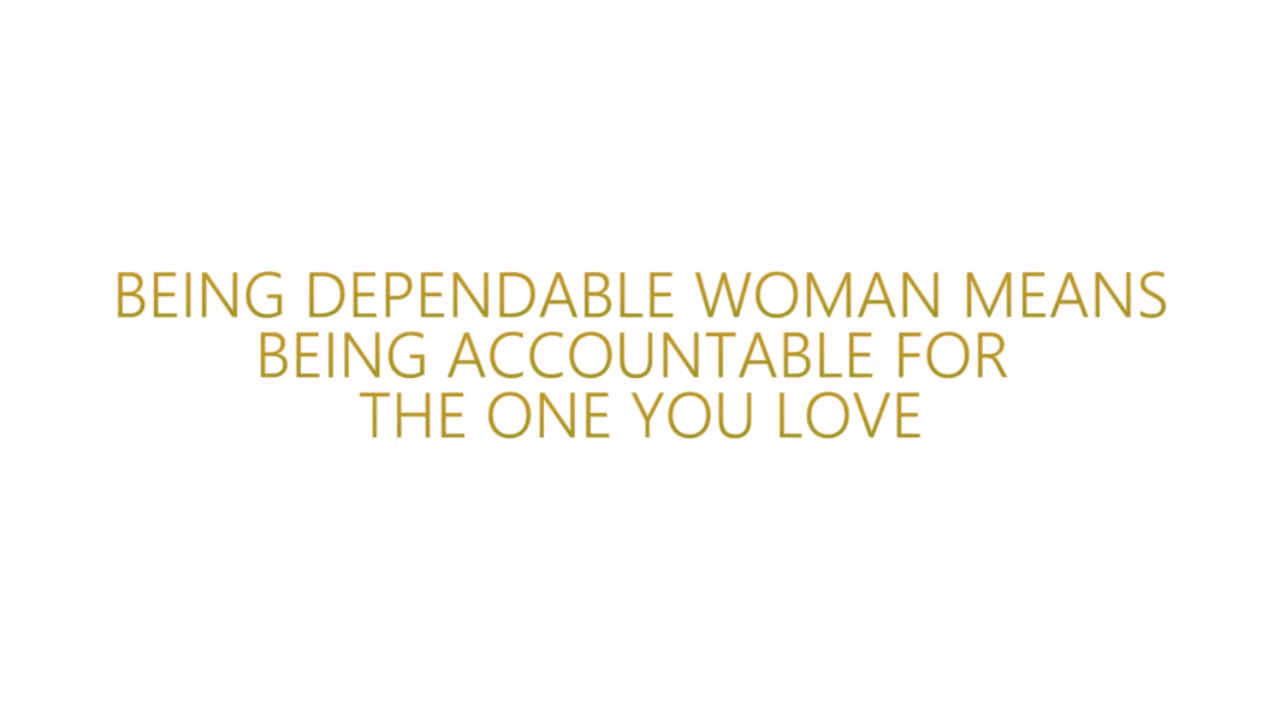 BEING DEPENDABLE WOMAN MEANS
BEING ACCOUNTABLE FOR
THE ONE YOU LOVE